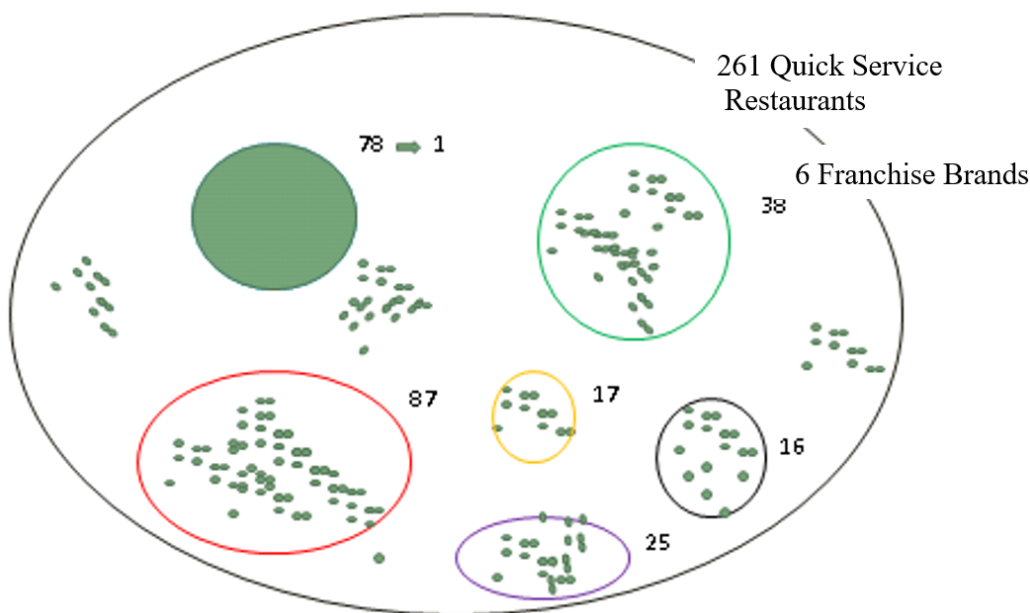 261 Quick Service
Restaurants
78 → 1
6 Franchise Brands
38
87
17
16
25